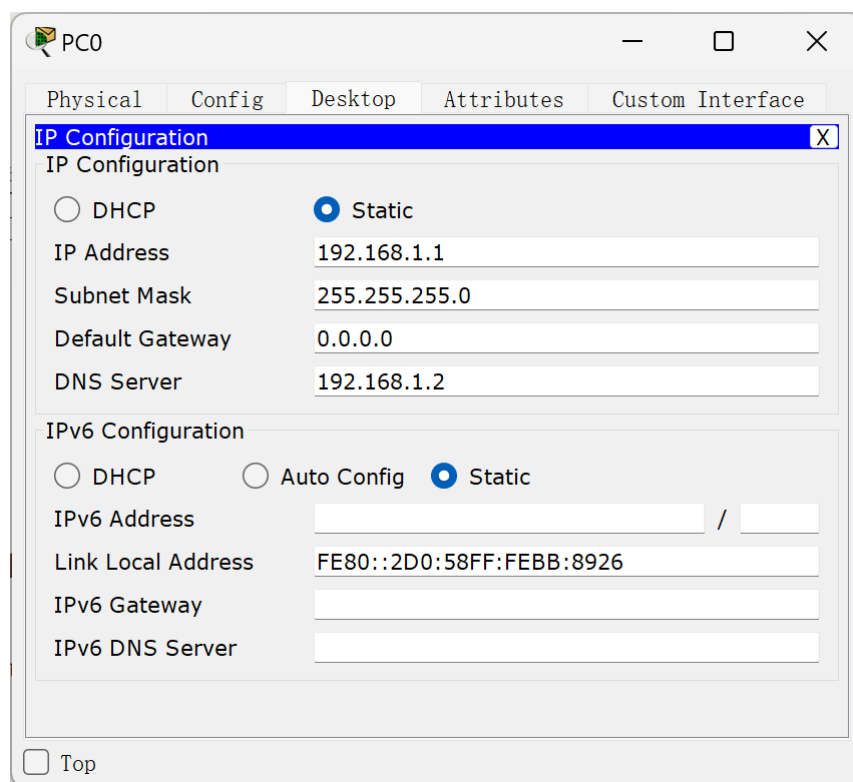 PC0
Physical Config Desktop Attributes Custom Interface
IP Configuration X
IP Configuration
DHCP Static
IP Address 192.168.1.1
Subnet Mask 255.255.255.0
Default Gateway 0.0.0.0
DNS Server 192.168.1.2
IPv6 Configuration
DHCP Auto Config Static
IPv6 Address /
Link Local Address FE80::2D0:58FF:FEBB:8926
IPv6 Gateway
IPv6 DNS Server
Top